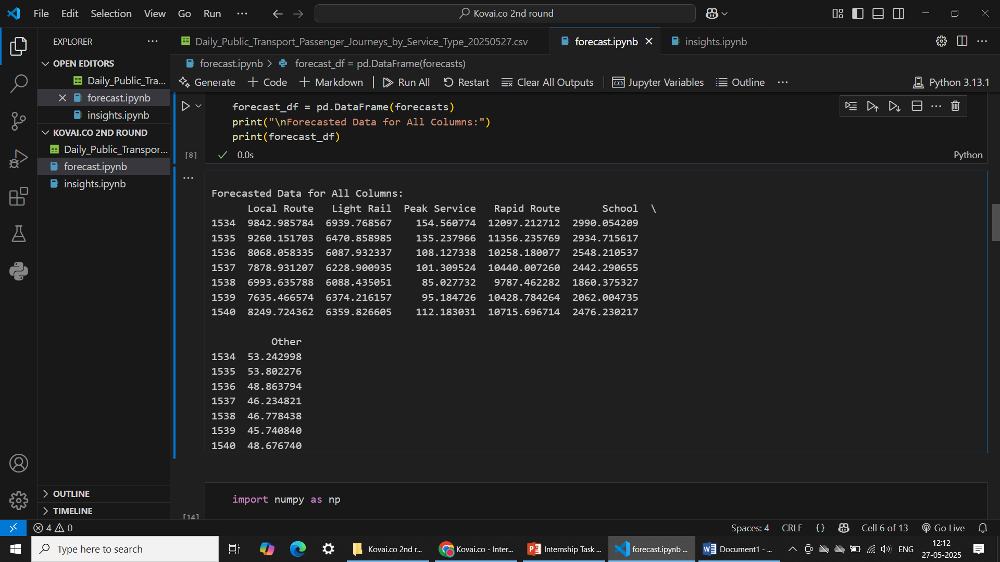 File Edit Selection View Go Run ...
Kovai.co 2nd round
EXPLORER
OPEN EDITORS
Daily_Public_Tra...
forecast.ipynb
insights.ipynb
KOVAI.CO 2ND ROUND
Daily_Public_Transpor...
forecast.ipynb
insights.ipynb
OUTLINE
TIMELINE
Daily_Public_Transport_Passenger_Journeys_by_Service_Type_20250527.csv forecast.ipynb insights.ipynb
forecast.ipynb > forecast_df = pd.DataFrame(forecasts)
Generate + Code + Markdown | Run All Restart Clear All Outputs | Jupyter Variables Outline ... Python 3.13.1
forecast_df = pd.DataFrame(forecasts)
print("\nForecasted Data for All Columns:")
print(forecast_df)
[8] 0.0s Python
Forecasted Data for All Columns:
Local Route Light Rail Peak Service Rapid Route School \
1534 9842.985784 6939.768567 154.560774 12097.212712 2990.054209
1535 9260.151703 6470.858985 135.237966 11356.235769 2934.715617
1536 8068.058335 6087.932337 108.127338 10258.180077 2548.210537
1537 7878.931207 6228.900935 101.309524 10440.007260 2442.290655
1538 6993.635788 6088.435051 85.027732 9787.462282 1860.375327
1539 7635.466574 6374.216157 95.184726 10428.784264 2062.004735
1540 8249.724362 6359.826605 112.183031 10715.696714 2476.230217
Other
1534 53.242998
1535 53.802276
1536 48.863794
1537 46.234821
1538 46.778438
1539 45.740840
1540 48.676740
import numpy as np
[14]
4 0 Spaces: 4 CRLF {} Cell 6 of 13 Go Live
Type here to search Kovai.co 2nd r... Kovai.co - Inter... Internship Task ... forecast.ipynb ... Document1 - ... ENG 12:12
27-05-2025